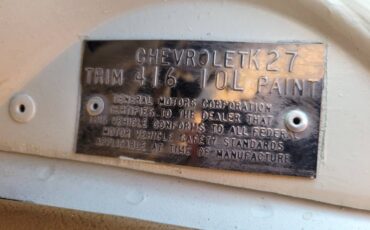 CHEVROLET K 27
TRIM 416 10L PAINT
GENERAL MOTORS CORPORATION
CERTIFIES TO THE DEALER THAT
THIS VEHICLE CONFORMS TO ALL FEDERAL
MOTOR VEHICLE SAFETY STANDARDS
APPLICABLE AT TIME OF MANUFACTURE